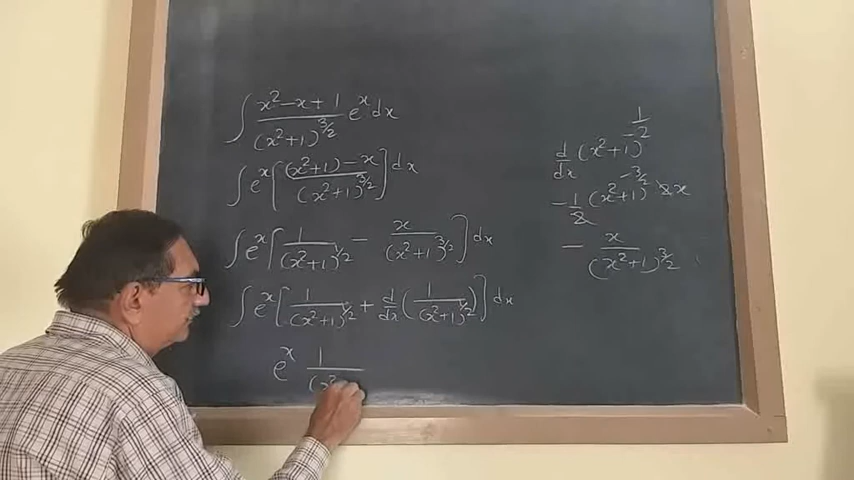 ∫ (x² - x + 1)/(x² + 1)^(3/2) eˣ dx
∫ eˣ [((x² + 1) - x)/(x² + 1)^(3/2)] dx
∫ eˣ [1/(x² + 1)^(1/2) - x/(x² + 1)^(3/2)] dx
∫ eˣ [1/(x² + 1)^(1/2) + d/dx (1/(x² + 1)^(1/2))] dx
eˣ 1/(x²
d/dx (x² + 1)^(-1/2)
-1/2 (x² + 1)^(-3/2) 2x
- x/(x² + 1)^(3/2)